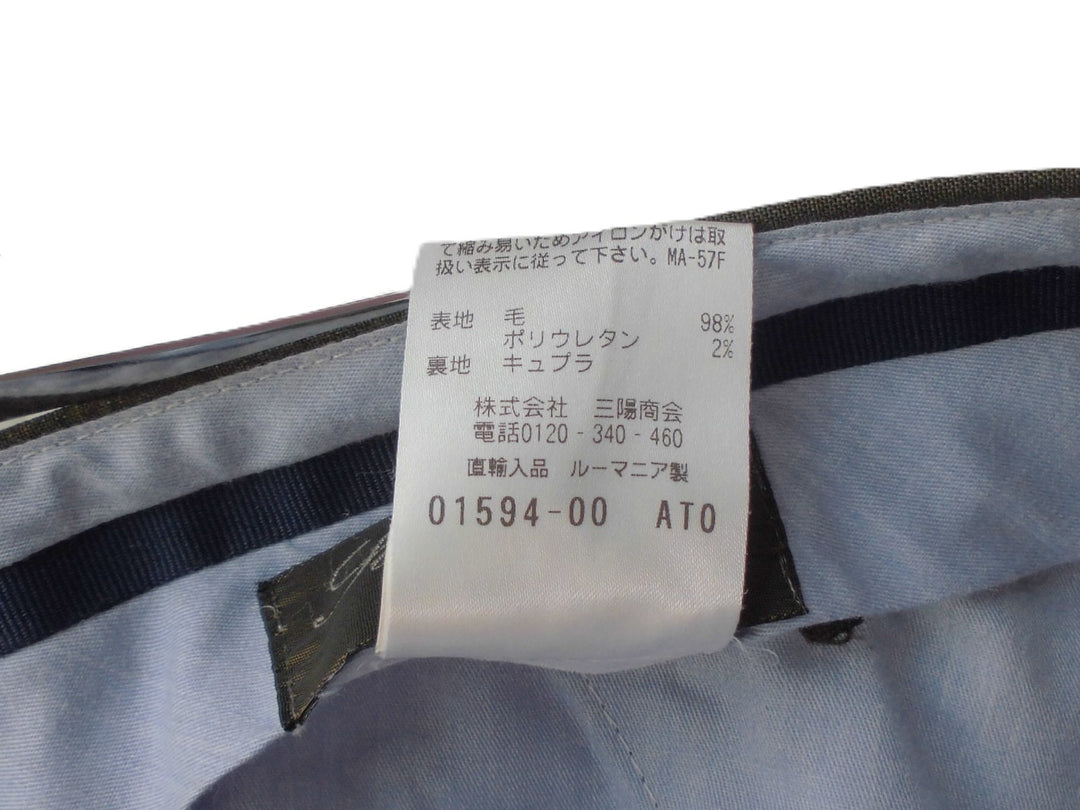 て縮み易いためアイロンがけは取
扱い表示に従って下さい。MA-57F
表地 毛 98%
ポリウレタン 2%
裏地 キュプラ
株式会社 三陽商会
電話0120-340-460
直輸入品 ルーマニア製
01594-00 ATO